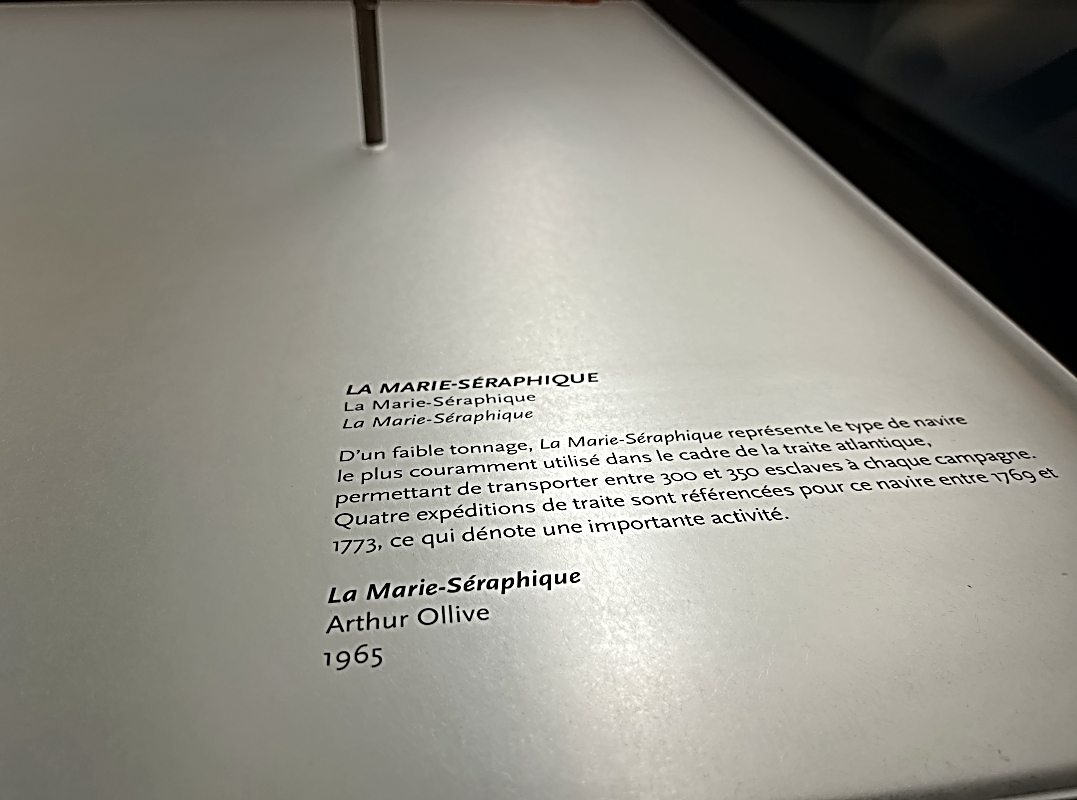 LA MARIE-SÉRAPHIQUE
La Marie-Séraphique
La Marie-Séraphique
D'un faible tonnage, La Marie-Séraphique représente le type de navire
le plus couramment utilisé dans le cadre de la traite atlantique,
permettant de transporter entre 300 et 350 esclaves à chaque campagne.
Quatre expéditions de traite sont référencées pour ce navire entre 1769 et
1773, ce qui dénote une importante activité.
La Marie-Séraphique
Arthur Ollive
1965